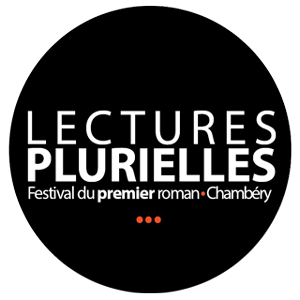 LECTURES
PLURIELLES
Festival du premier roman•Chambéry